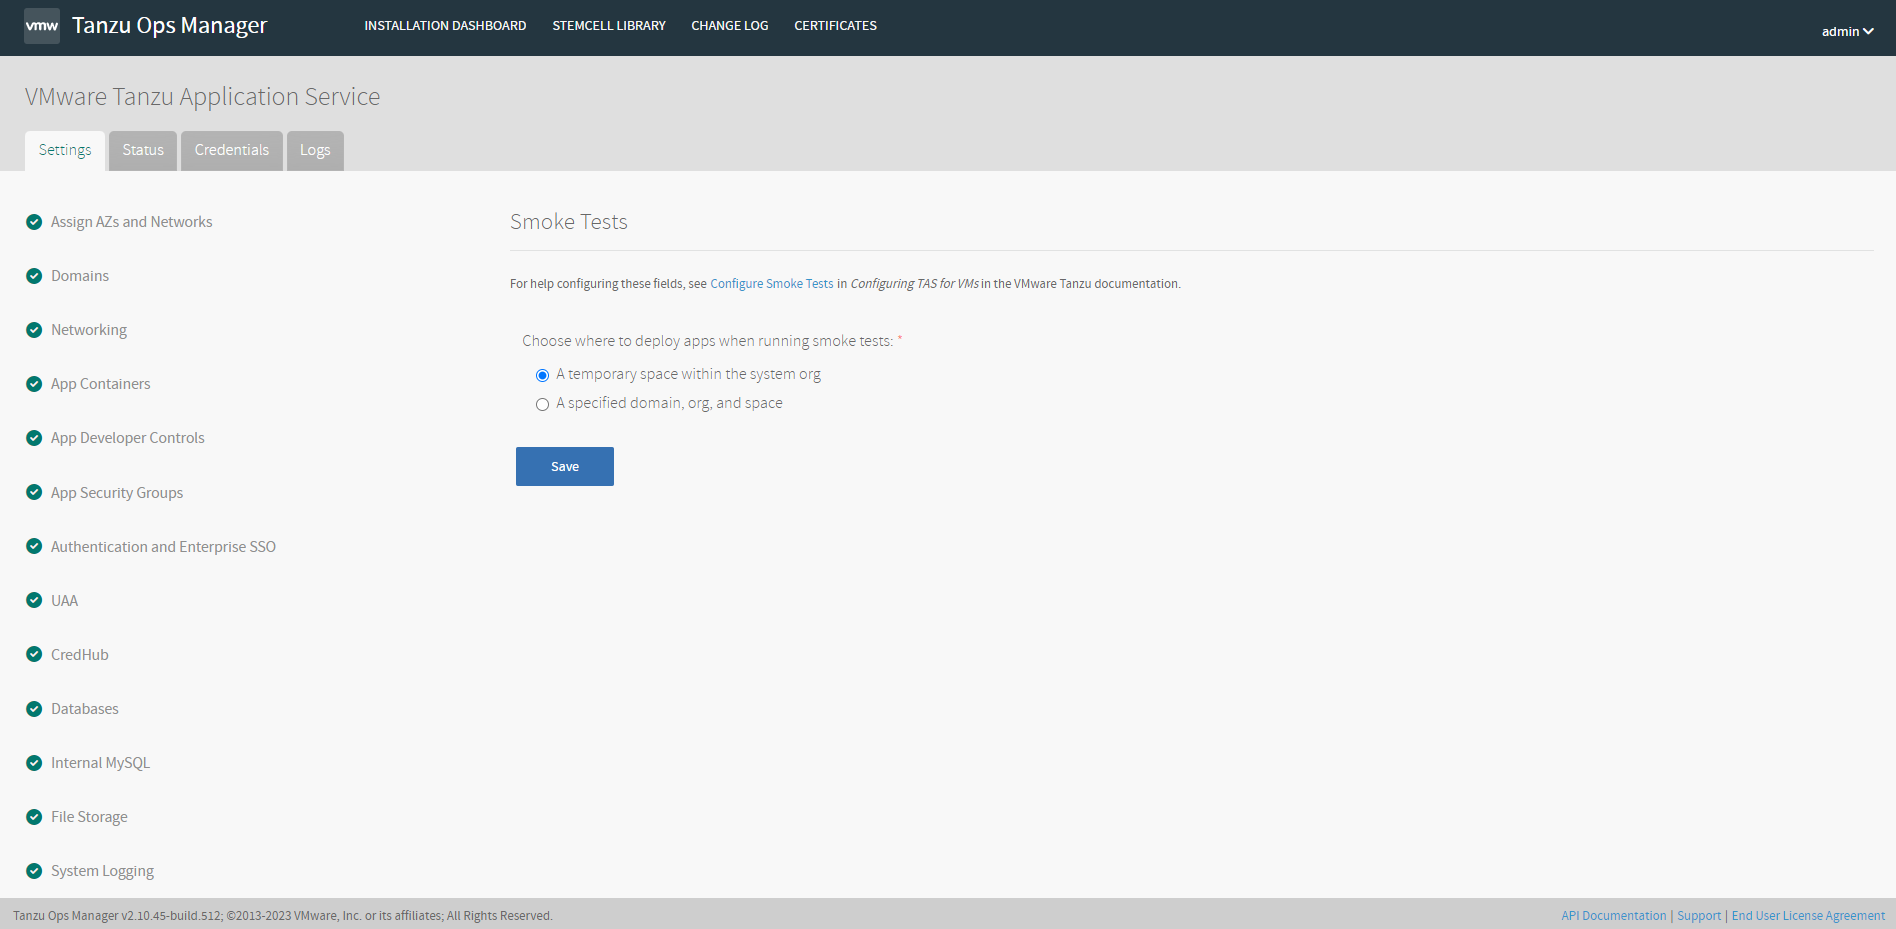 vmw Tanzu Ops Manager INSTALLATION DASHBOARD STEMCELL LIBRARY CHANGE LOG CERTIFICATES admin
VMware Tanzu Application Service
Settings Status Credentials Logs
Assign AZs and Networks
Domains
Networking
App Containers
App Developer Controls
App Security Groups
Authentication and Enterprise SSO
UAA
CredHub
Databases
Internal MySQL
File Storage
System Logging
Smoke Tests
For help configuring these fields, see Configure Smoke Tests in Configuring TAS for VMs in the VMware Tanzu documentation.
Choose where to deploy apps when running smoke tests: *
A temporary space within the system org
A specified domain, org, and space
Save
Tanzu Ops Manager v2.10.45-build.512; ©2013-2023 VMware, Inc. or its affiliates; All Rights Reserved. API Documentation | Support | End User License Agreement